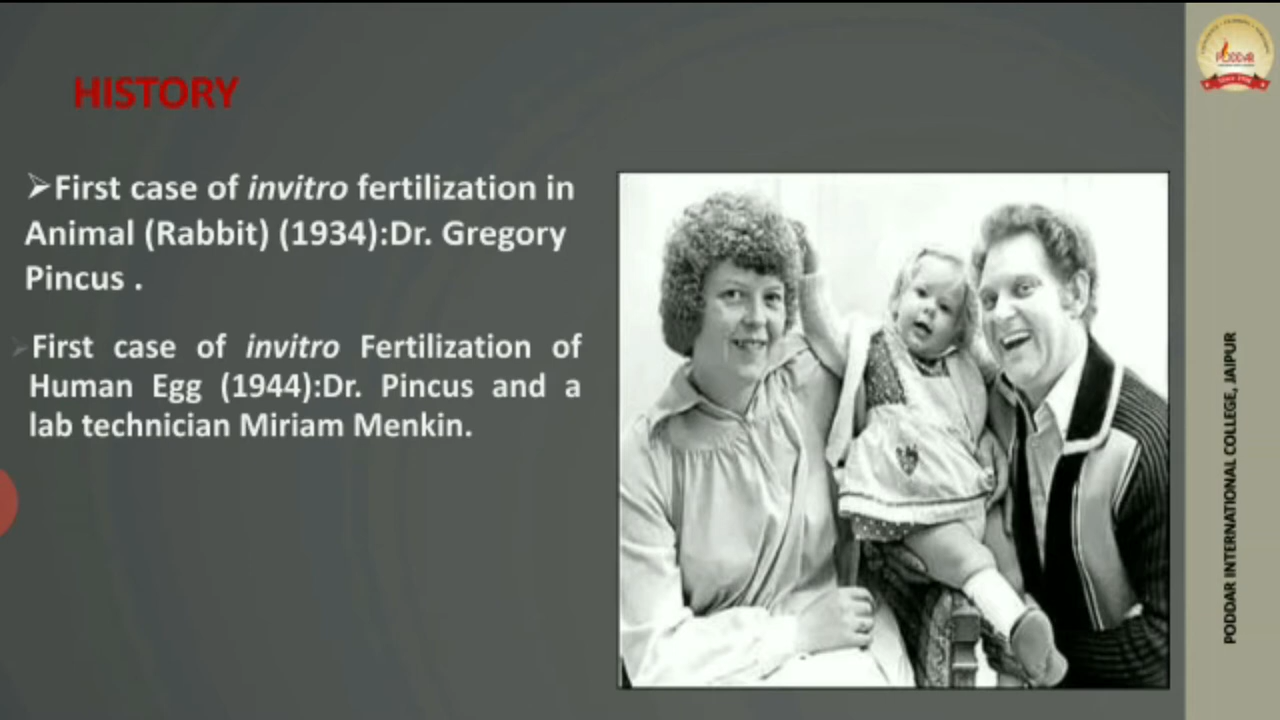 HISTORY
➢First case of invitro fertilization in
Animal (Rabbit) (1934):Dr. Gregory
Pincus .
➢First case of invitro Fertilization of
Human Egg (1944):Dr. Pincus and a
lab technician Miriam Menkin.
PODDAR
PODDAR INTERNATIONAL COLLEGE, JAIPUR